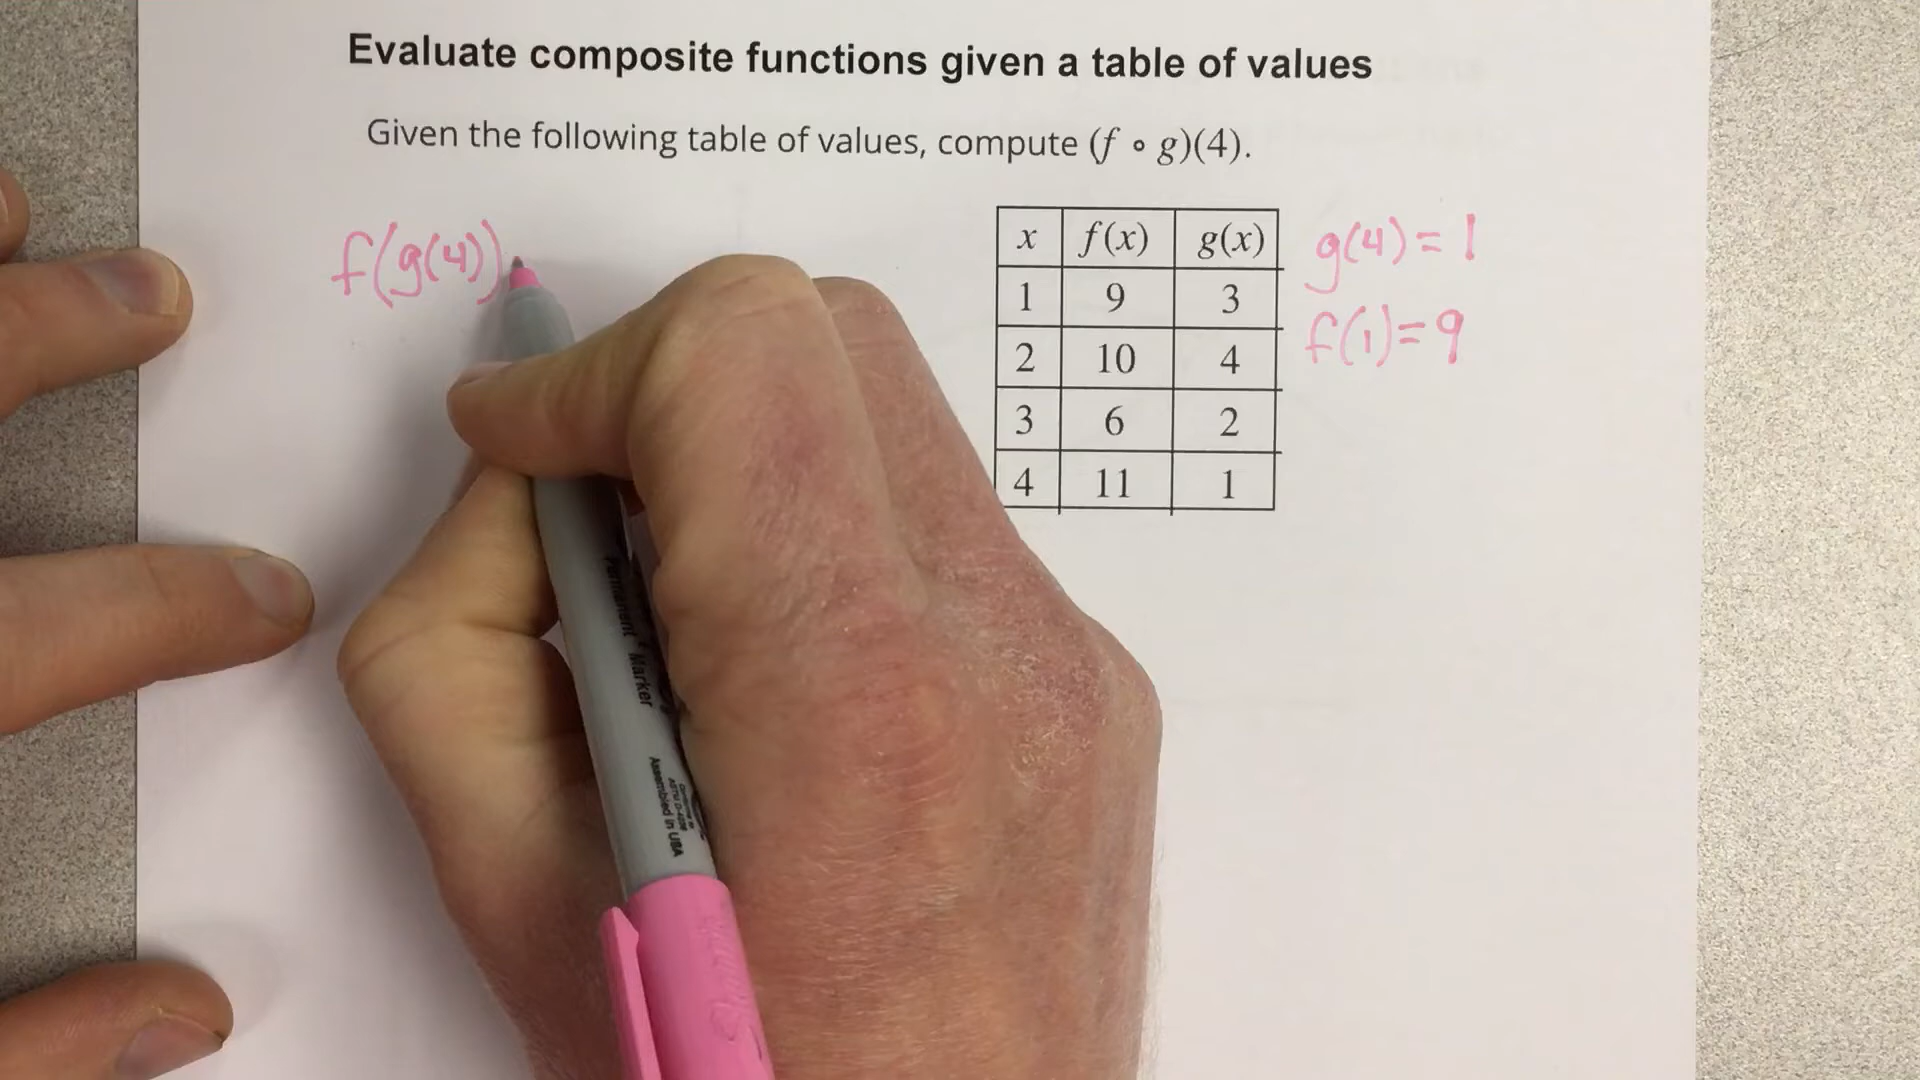 Evaluate composite functions given a table of values
Given the following table of values, compute (f ∘ g)(4).
f(g(4))
x f(x) g(x)
1 9 3
2 10 4
3 6 2
4 11 1
g(4) = 1
f(1) = 9
Permanent Marker
Assembled in USA